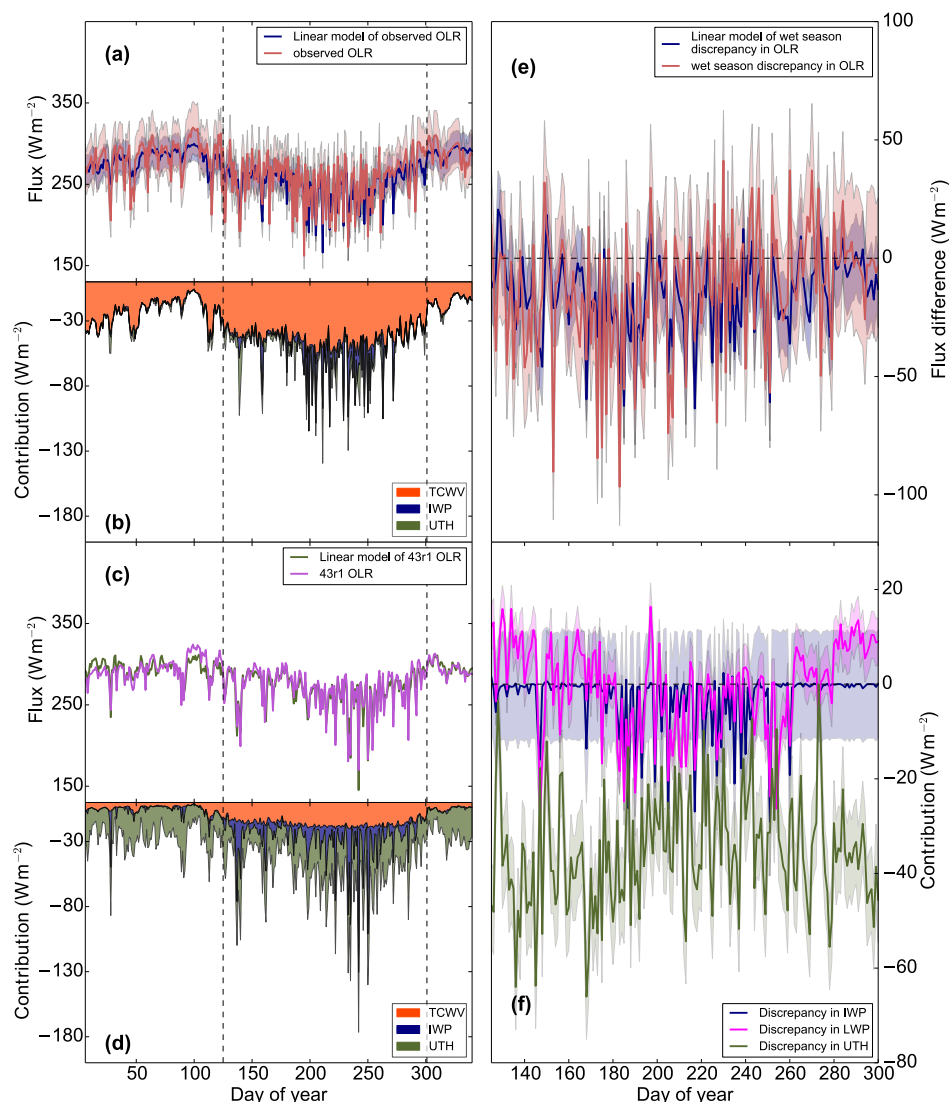 (a)
Linear model of observed OLR
observed OLR
Flux (Wm−2)
350
250
150
(b)
Contribution (Wm−2)
−30
−80
−130
−180
TCWV
IWP
UTH
(c)
Linear model of 43r1 OLR
43r1 OLR
Flux (Wm−2)
350
250
150
(d)
Contribution (Wm−2)
−30
−80
−130
−180
TCWV
IWP
UTH
50
100
150
200
250
300
Day of year
(e)
Linear model of wet season
discrepancy in OLR
wet season discrepancy in OLR
100
50
0
−50
−100
Flux difference (Wm−2)
(f)
20
0
−20
−40
−60
−80
Contribution (Wm−2)
Discrepancy in IWP
Discrepancy in LWP
Discrepancy in UTH
140
160
180
200
220
240
260
280
300
Day of year